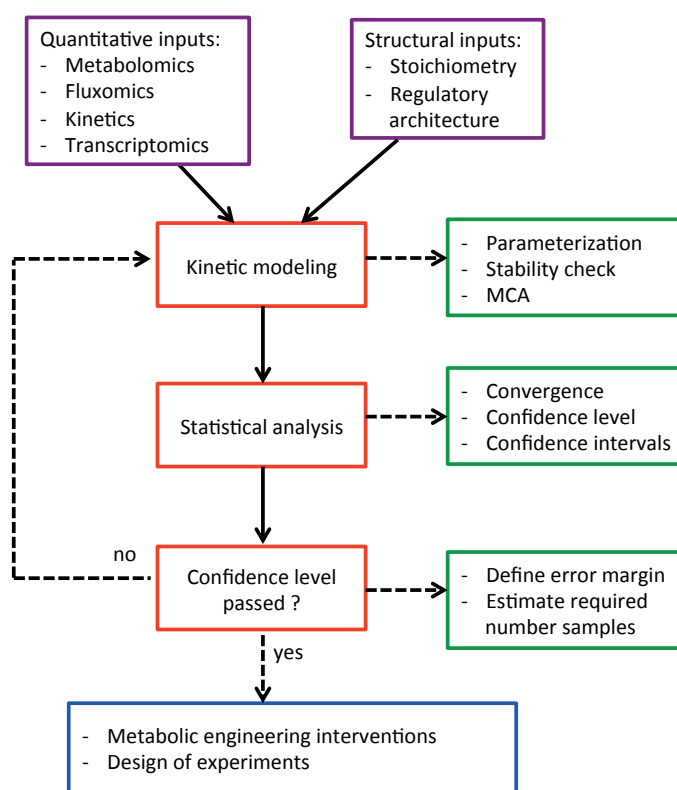 Quantitative inputs:
- Metabolomics
- Fluxomics
- Kinetics
- Transcriptomics
Structural inputs:
- Stoichiometry
- Regulatory
architecture
Kinetic modeling
- Parameterization
- Stability check
- MCA
Statistical analysis
- Convergence
- Confidence level
- Confidence intervals
no
Confidence level
passed ?
- Define error margin
- Estimate required
number samples
yes
- Metabolic engineering interventions
- Design of experiments